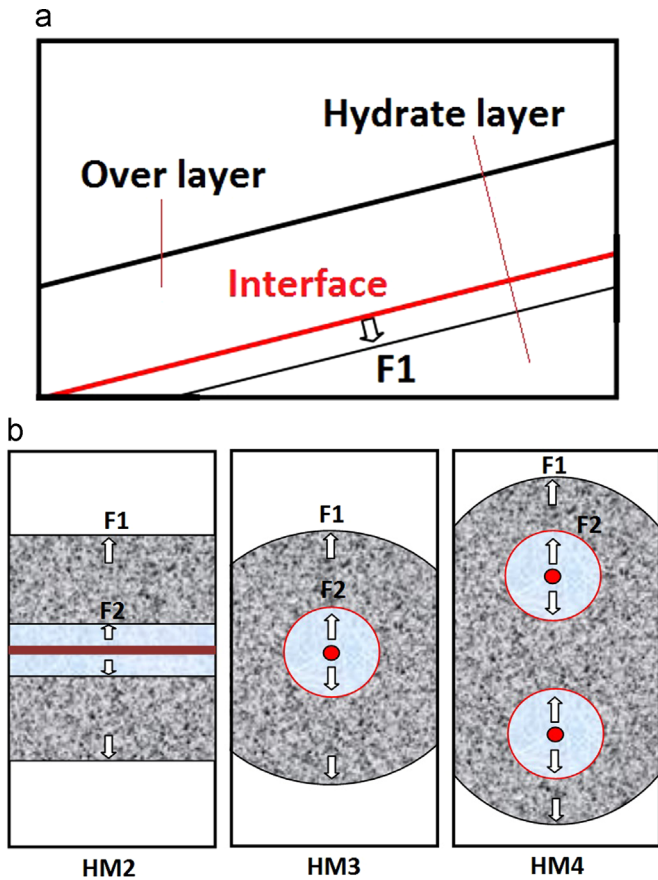 a
Hydrate layer
Over layer
Interface
F1
b
F1
F2
HM2
F1
F2
HM3
F1
F2
HM4